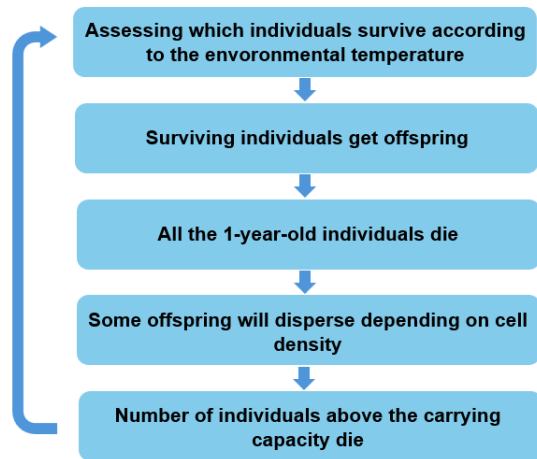 Assessing which individuals survive according
to the envoronmental temperature
Surviving individuals get offspring
All the 1-year-old individuals die
Some offspring will disperse depending on cell
density
Number of individuals above the carrying
capacity die